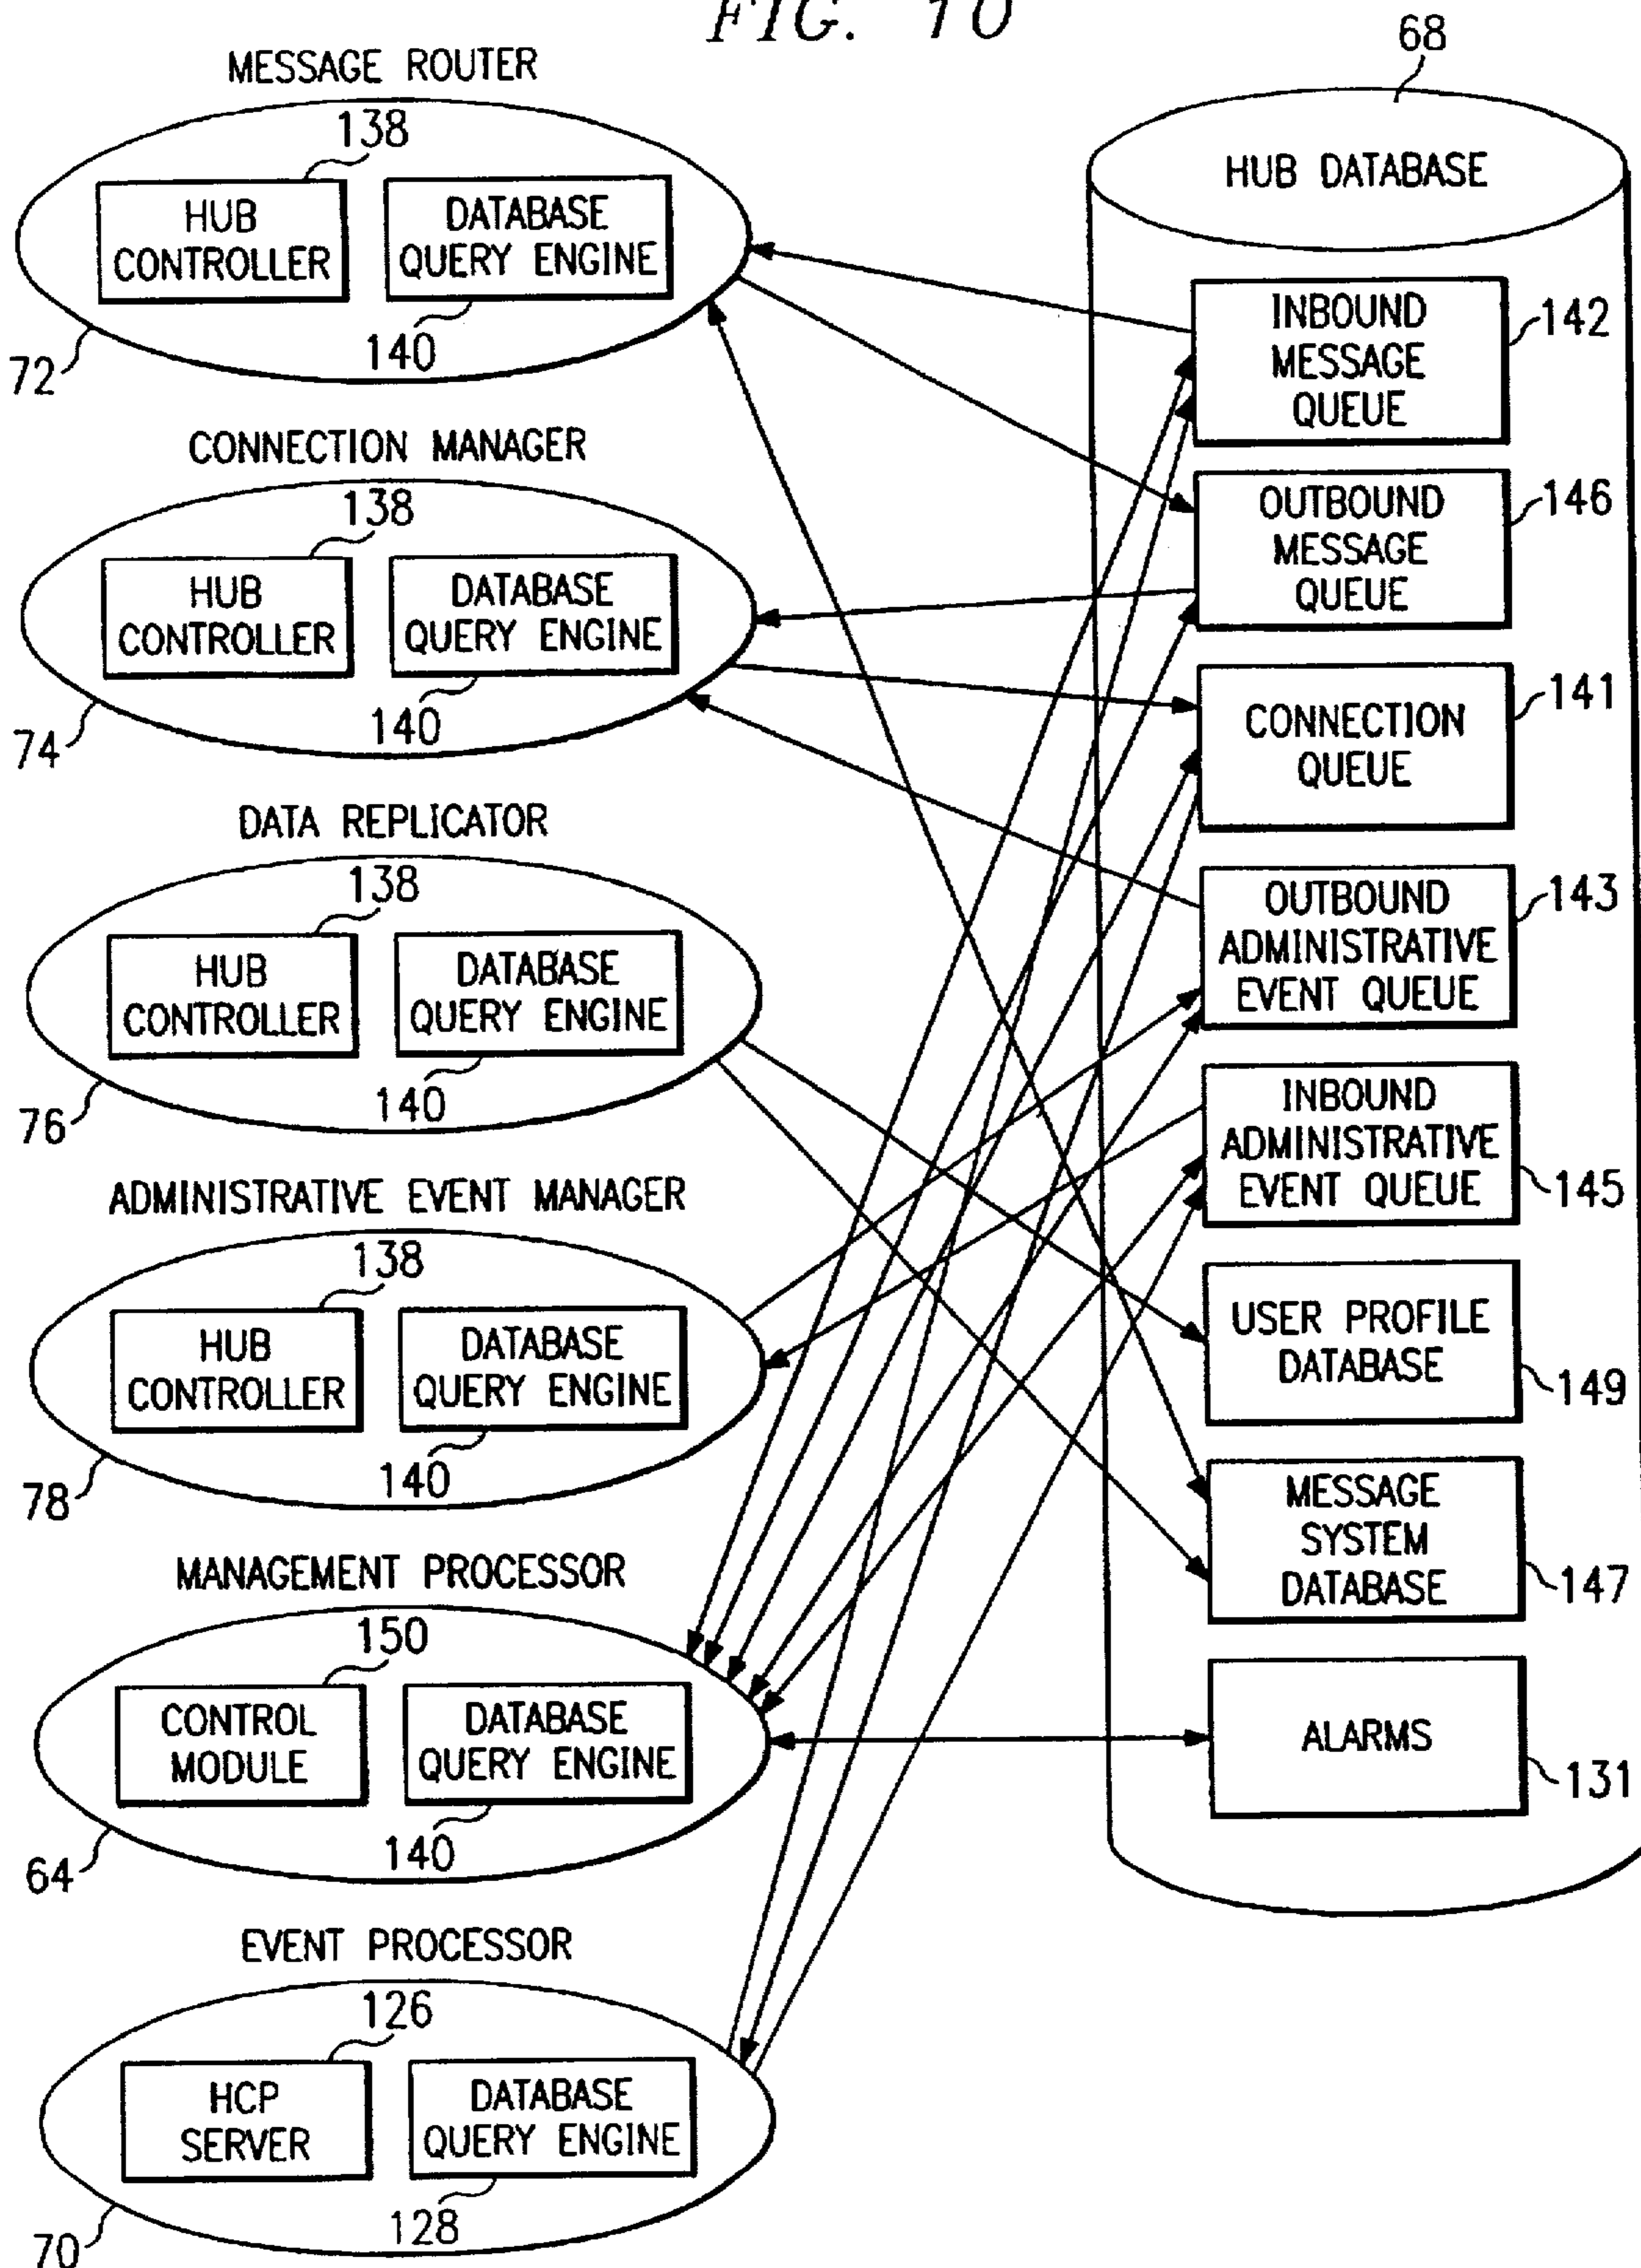 FIG. 10
MESSAGE ROUTER
138
HUB
CONTROLLER
DATABASE
QUERY ENGINE
140
72
CONNECTION MANAGER
138
HUB
CONTROLLER
DATABASE
QUERY ENGINE
140
74
DATA REPLICATOR
138
HUB
CONTROLLER
DATABASE
QUERY ENGINE
140
76
ADMINISTRATIVE EVENT MANAGER
138
HUB
CONTROLLER
DATABASE
QUERY ENGINE
140
78
MANAGEMENT PROCESSOR
150
CONTROL
MODULE
DATABASE
QUERY ENGINE
140
64
EVENT PROCESSOR
126
HCP
SERVER
DATABASE
QUERY ENGINE
128
70
68
HUB DATABASE
INBOUND
MESSAGE
QUEUE
142
OUTBOUND
MESSAGE
QUEUE
146
CONNECTION
QUEUE
141
OUTBOUND
ADMINISTRATIVE
EVENT QUEUE
143
INBOUND
ADMINISTRATIVE
EVENT QUEUE
145
USER PROFILE
DATABASE
149
MESSAGE
SYSTEM
DATABASE
147
ALARMS
131